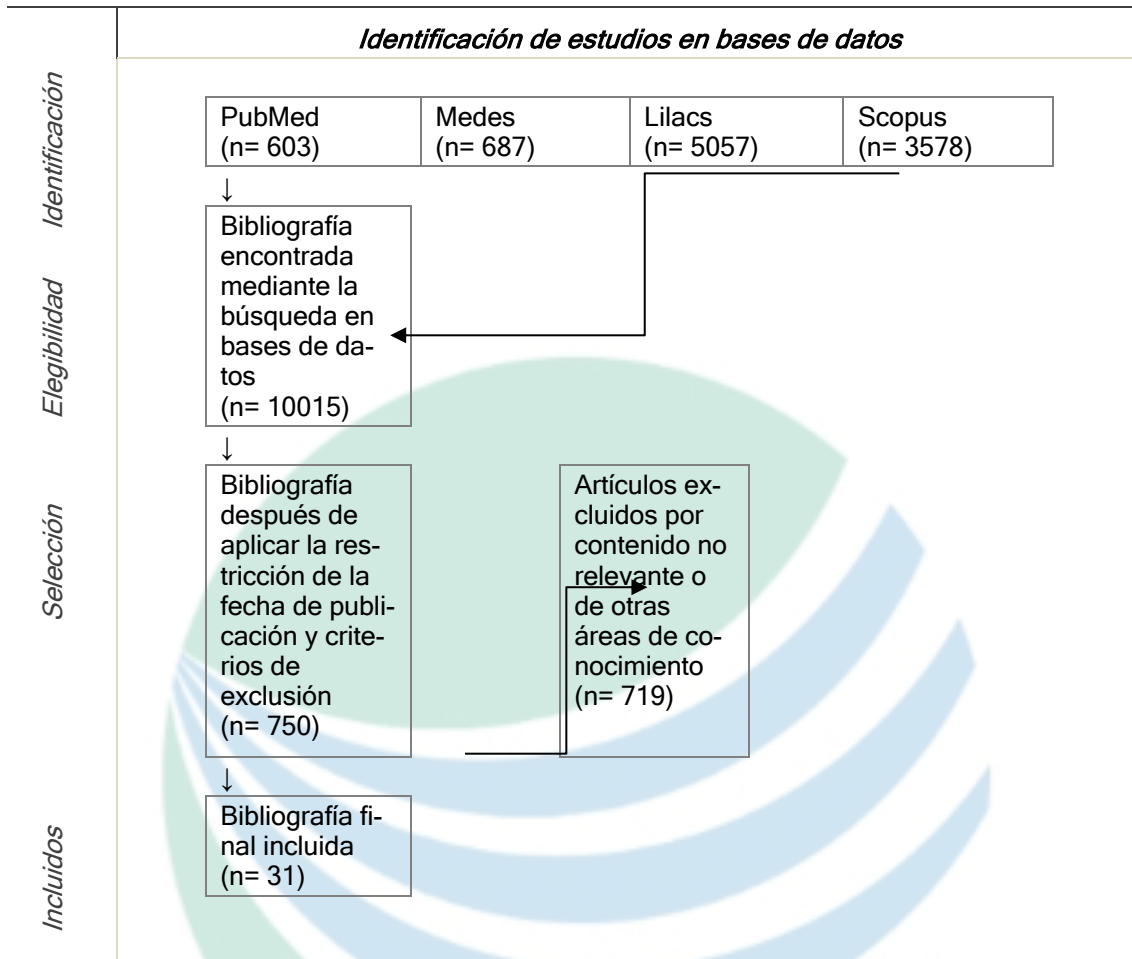 Identificación de estudios en bases de datos
Identificación
PubMed
(n= 603)
Medes
(n= 687)
Lilacs
(n= 5057)
Scopus
(n= 3578)
↓
Elegibilidad
Bibliografía
encontrada
mediante la
búsqueda en
bases de da-
tos
(n= 10015)
↓
Selección
Bibliografía
después de
aplicar la res-
tricción de la
fecha de publi-
cación y crite-
rios de
exclusión
(n= 750)
Artículos ex-
cluidos por
contenido no
relevante o
de otras
áreas de co-
nocimiento
(n= 719)
↓
Incluidos
Bibliografía fi-
nal incluida
(n= 31)